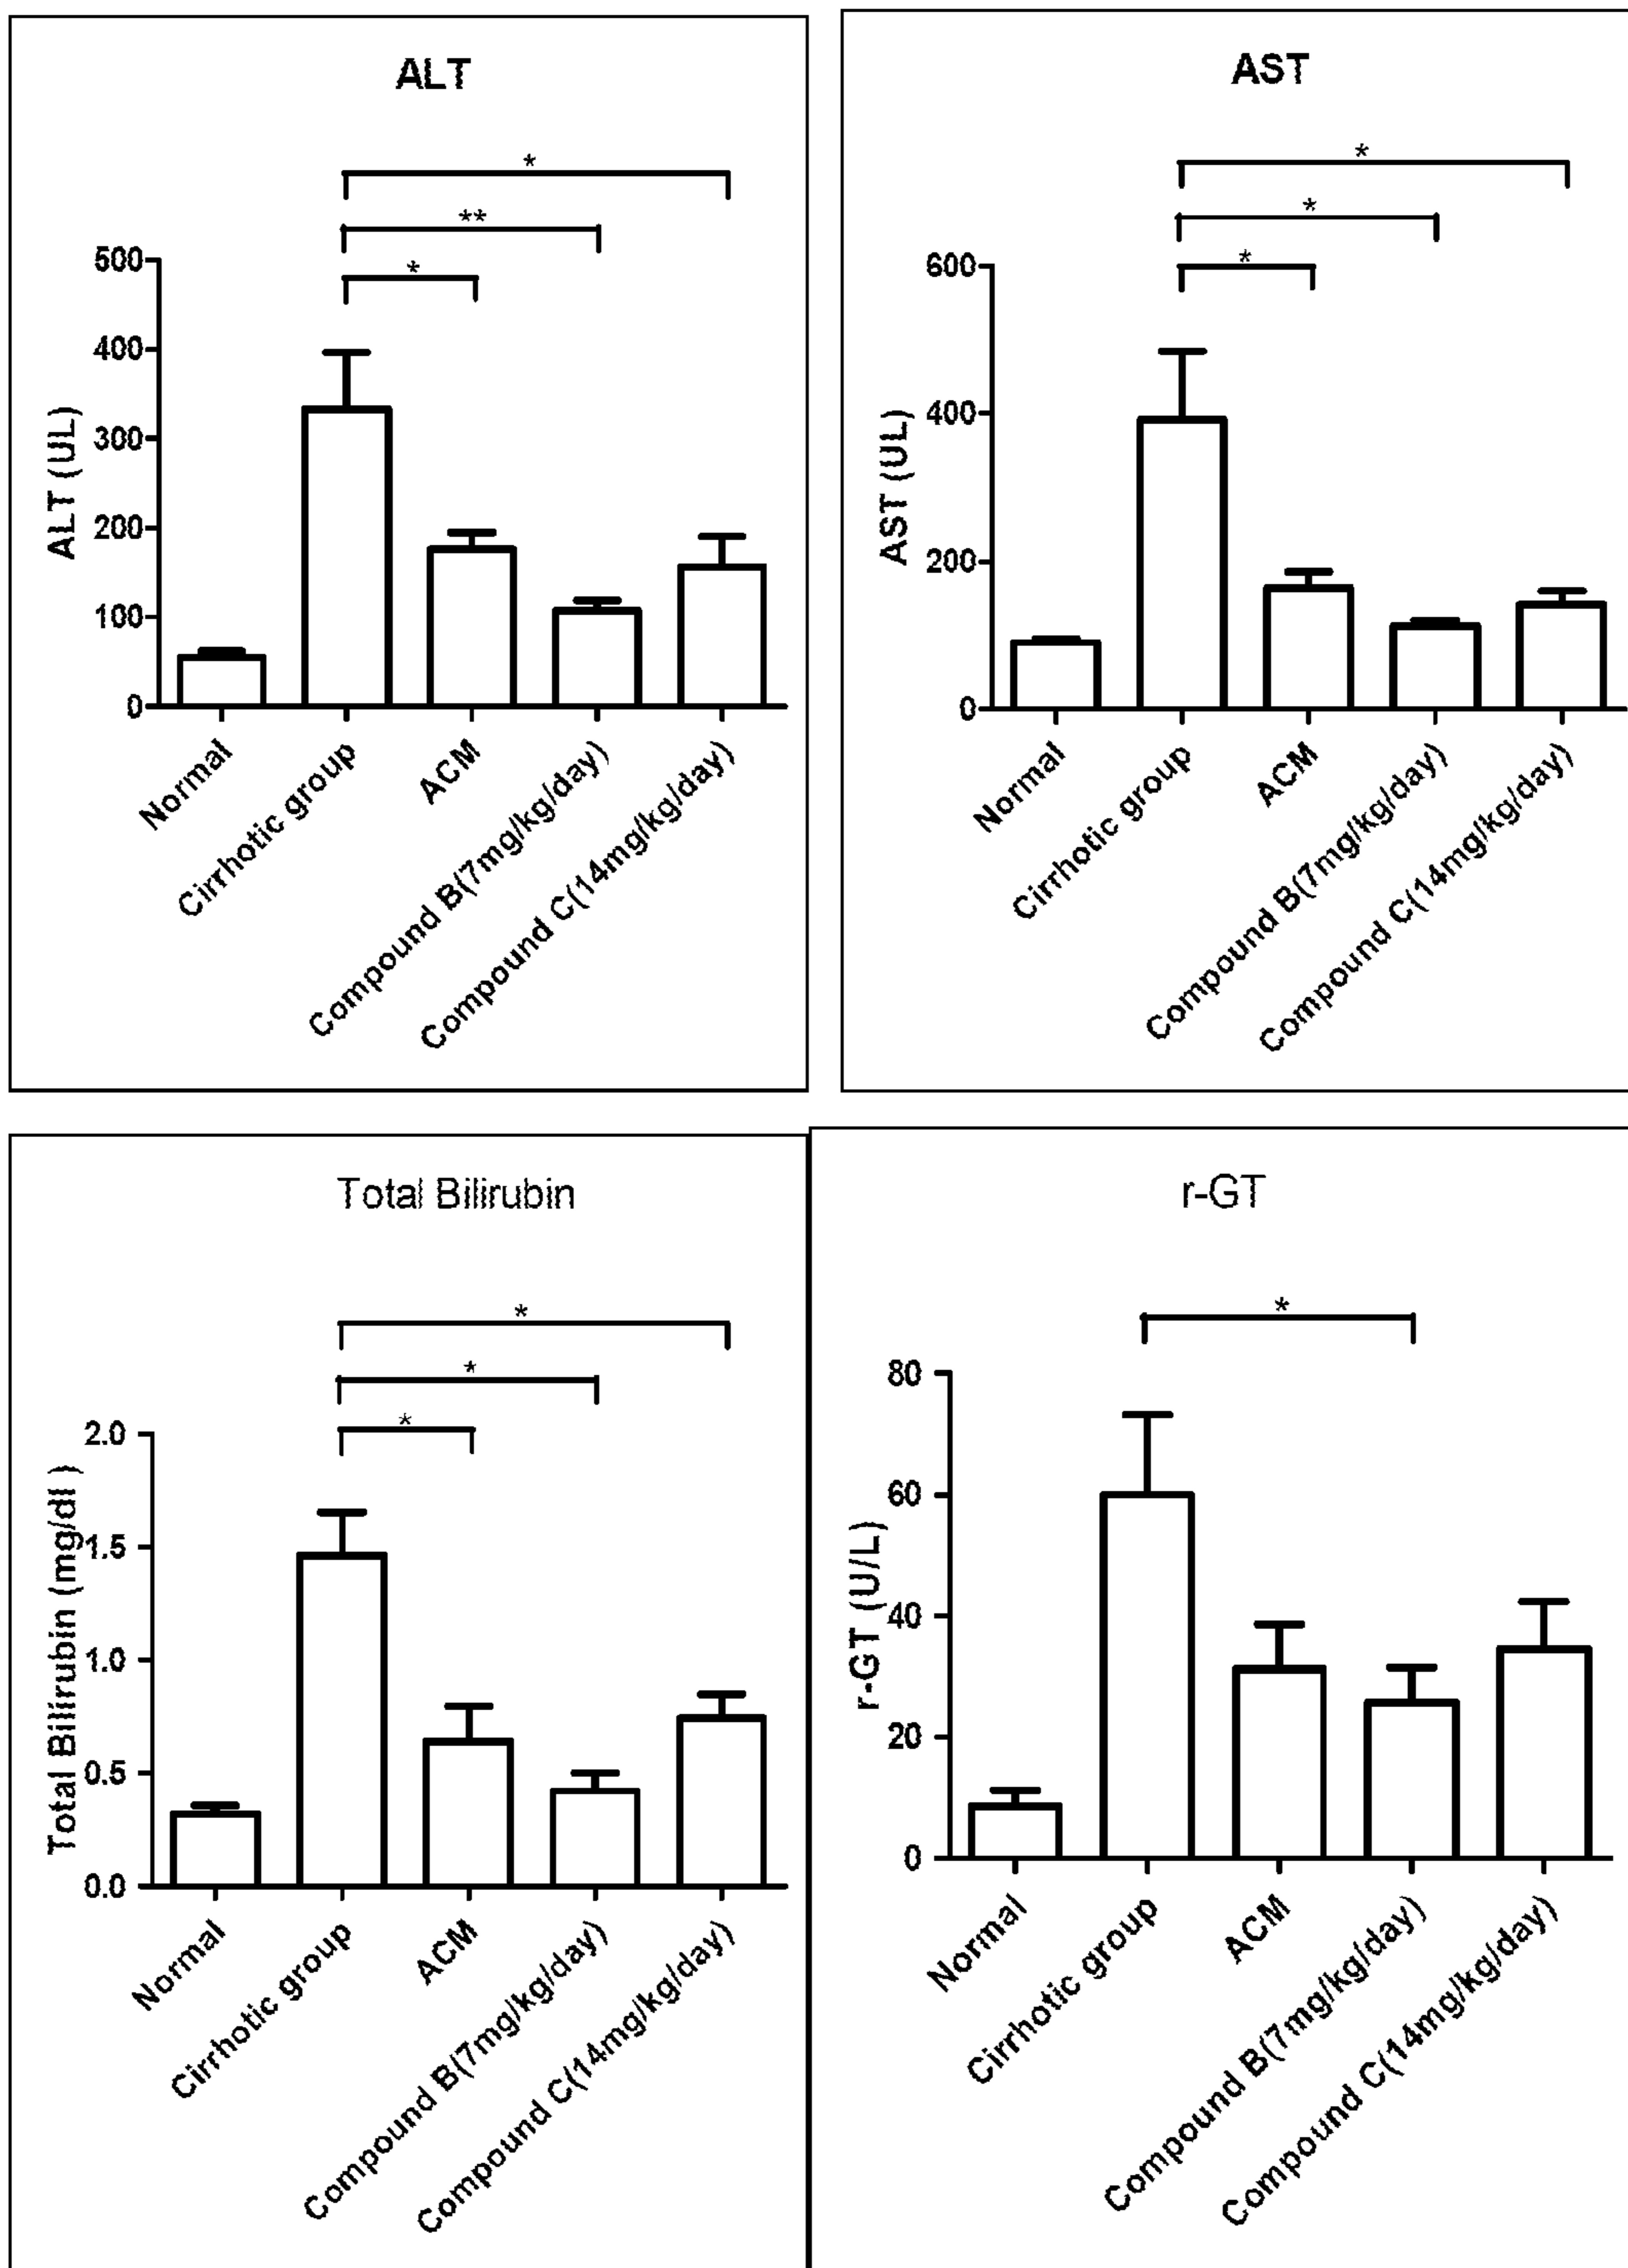 ALT
*
**
*
500
400
300
200
100
0
ALT (UL)
Normal
Cirrhotic group
ACM
Compound B(7mg/kg/day)
Compound C(14mg/kg/day)
AST
*
*
*
600
400
200
0
AST (UL)
Normal
Cirrhotic group
ACM
Compound B(7mg/kg/day)
Compound C(14mg/kg/day)
Total Bilirubin
*
*
*
2.0
1.5
1.0
0.5
0.0
Total Bilirubin (mg/dl )
Normal
Cirrhotic group
ACM
Compound B(7mg/kg/day)
Compound C(14mg/kg/day)
r-GT
*
80
60
40
20
0
r-GT (U/L)
Normal
Cirrhotic group
ACM
Compound B(7mg/kg/day)
Compound C(14mg/kg/day)